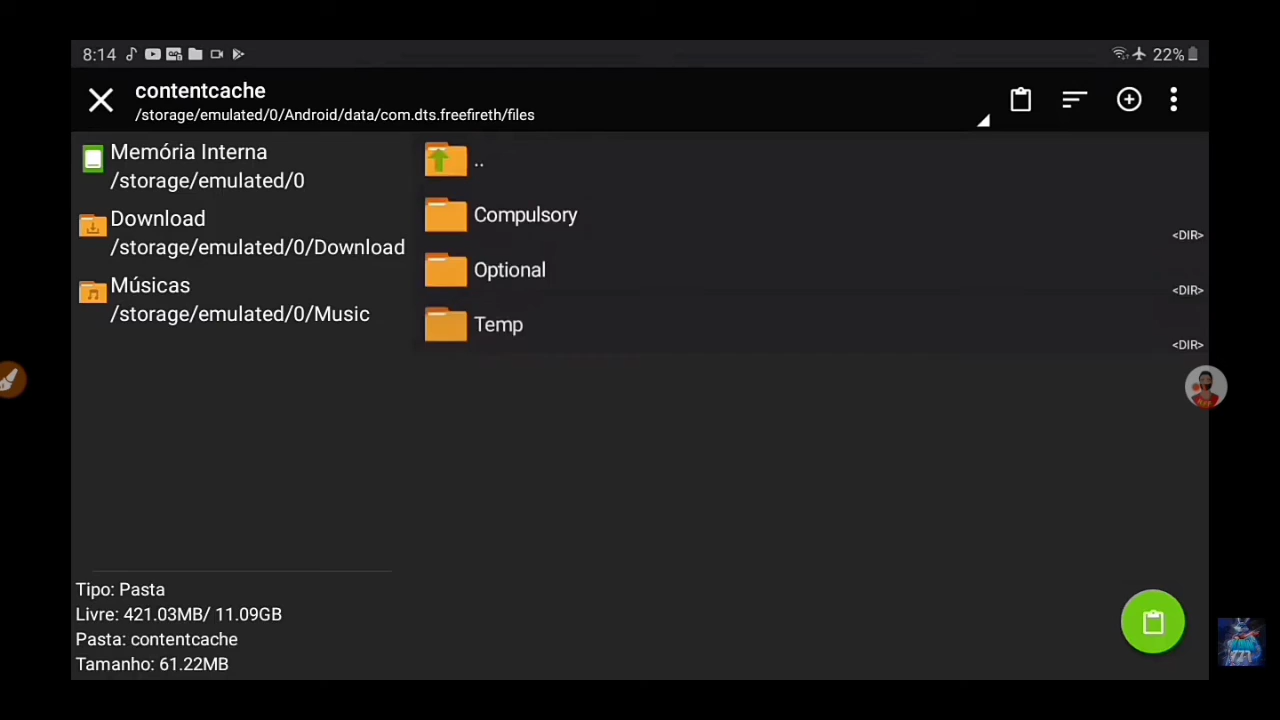 8:14
22%
contentcache
/storage/emulated/0/Android/data/com.dts.freefireth/files
Memória Interna
/storage/emulated/0
Download
/storage/emulated/0/Download
Músicas
/storage/emulated/0/Music
..
Compulsory
<DIR>
Optional
<DIR>
Temp
<DIR>
Tipo: Pasta
Livre: 421.03MB/ 11.09GB
Pasta: contentcache
Tamanho: 61.22MB